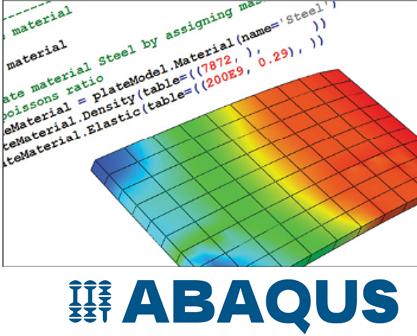 material
material
ate material Steel by assigning mas
poissons ratio
eMaterial = plateModel.Material(name='Steel')
teMaterial.Density(table=((7872, ), ))
ateMaterial.Elastic(table=((200E9, 0.29), ))
ABAQUS